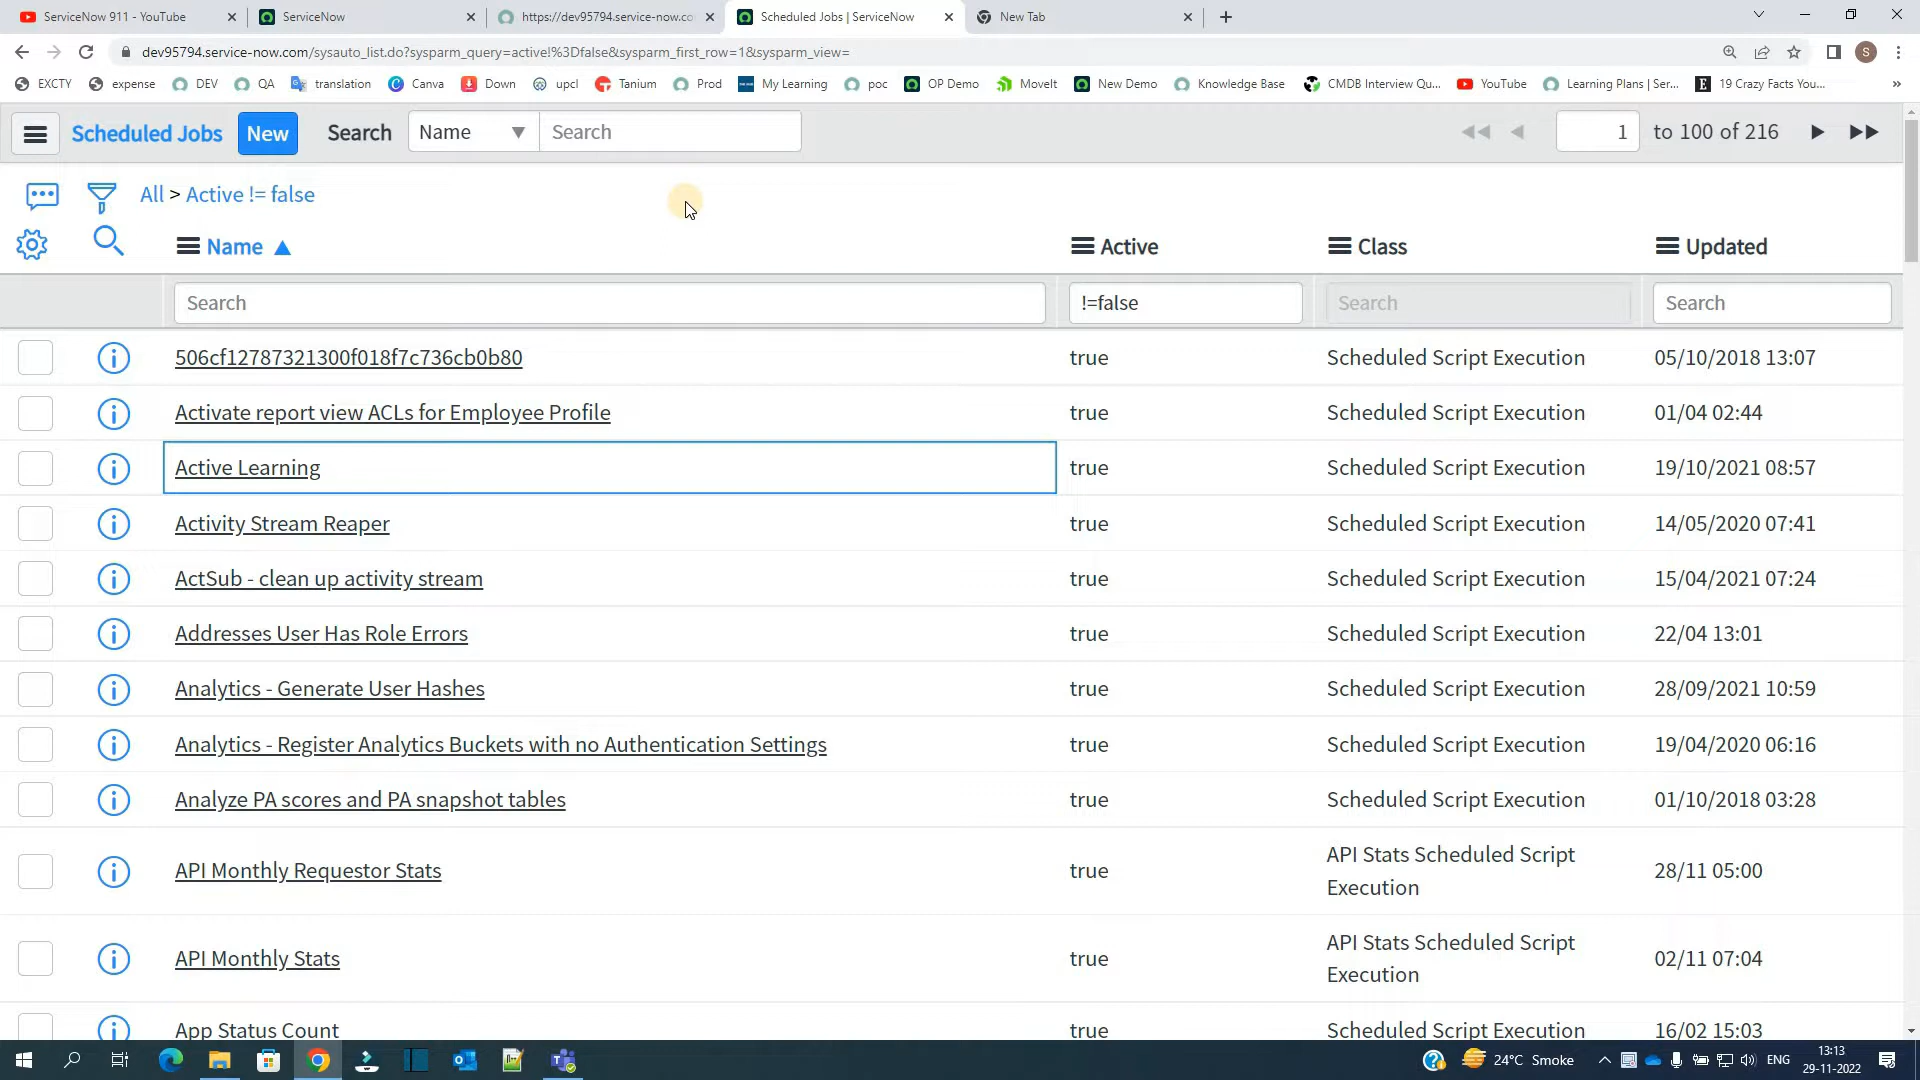 ServiceNow 911 - YouTube
ServiceNow
https://dev95794.service-now.co
Scheduled Jobs | ServiceNow
New Tab
dev95794.service-now.com/sysauto_list.do?sysparm_query=active!%3Dfalse&sysparm_first_row=1&sysparm_view=
EXCTY expense DEV QA translation Canva Down upcl Tanium Prod My Learning poc OP Demo MoveIt New Demo Knowledge Base CMDB Interview Qu... YouTube Learning Plans | Ser... 19 Crazy Facts You... »
Scheduled Jobs New Search Name Search 1 to 100 of 216
All > Active != false
Name Active Class Updated
Search !=false Search Search
506cf12787321300f018f7c736cb0b80 true Scheduled Script Execution 05/10/2018 13:07
Activate report view ACLs for Employee Profile true Scheduled Script Execution 01/04 02:44
Active Learning true Scheduled Script Execution 19/10/2021 08:57
Activity Stream Reaper true Scheduled Script Execution 14/05/2020 07:41
ActSub - clean up activity stream true Scheduled Script Execution 15/04/2021 07:24
Addresses User Has Role Errors true Scheduled Script Execution 22/04 13:01
Analytics - Generate User Hashes true Scheduled Script Execution 28/09/2021 10:59
Analytics - Register Analytics Buckets with no Authentication Settings true Scheduled Script Execution 19/04/2020 06:16
Analyze PA scores and PA snapshot tables true Scheduled Script Execution 01/10/2018 03:28
API Monthly Requestor Stats true API Stats Scheduled Script 28/11 05:00
Execution
API Monthly Stats true API Stats Scheduled Script 02/11 07:04
Execution
App Status Count true Scheduled Script Execution 16/02 15:03
24°C Smoke ENG 13:13
29-11-2022